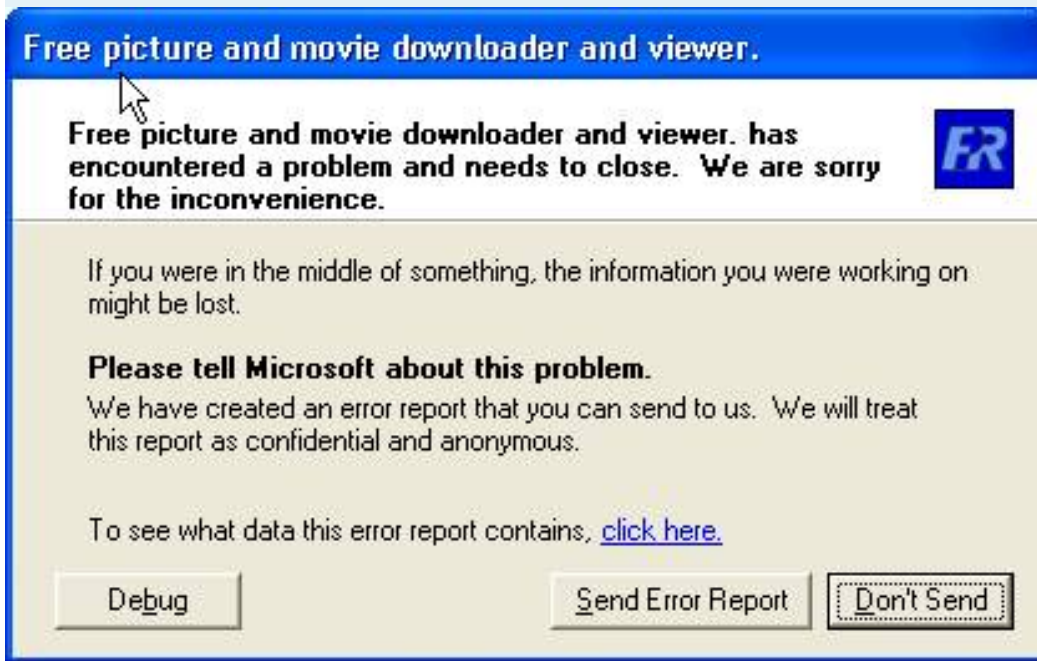 Free picture and movie downloader and viewer.
Free picture and movie downloader and viewer. has
encountered a problem and needs to close.  We are sorry
for the inconvenience.
FR
If you were in the middle of something, the information you were working on
might be lost.
Please tell Microsoft about this problem.
We have created an error report that you can send to us.  We will treat
this report as confidential and anonymous.
To see what data this error report contains, click here.
Debug
Send Error Report
Don't Send